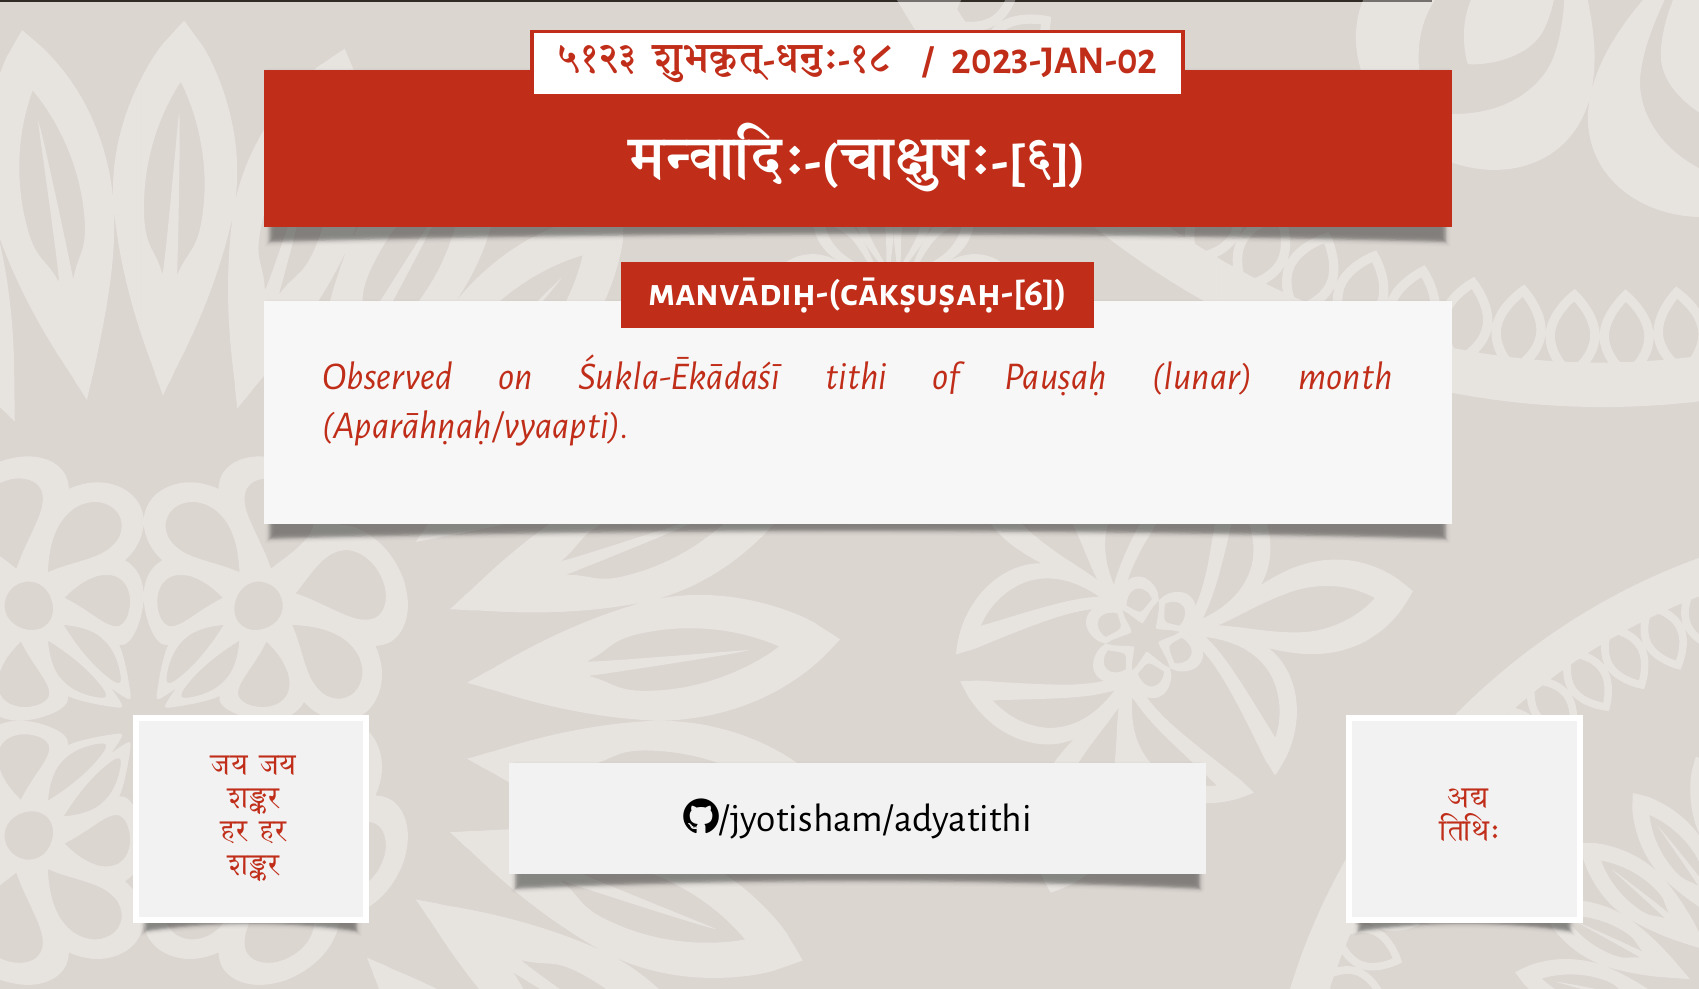 ५१२३ शुभकृत्-धनुः-१८ / 2023-JAN-02
मन्वादिः-(चाक्षुषः-[६])
MANVĀDIḤ-(CĀKṢUṢAḤ-[6])
Observed on Śukla-Ēkādaśī tithi of Pauṣaḥ (lunar) month
(Aparāhṇaḥ/vyaapti).
जय जय
शङ्कर
हर हर
शङ्कर
/jyotisham/adyatithi
अद्य
तिथिः